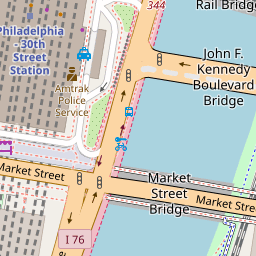 344
Rail Bridge
Philadelphia
- 30th
Street
Station
John F.
Kennedy
Boulevard
Bridge
Amtrak
Police
Service
Market Street
Market
Street
Bridge
Market Street
I 76